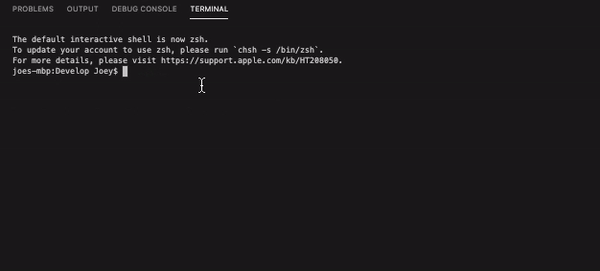 PROBLEMS OUTPUT DEBUG CONSOLE TERMINAL
The default interactive shell is now zsh.
To update your account to use zsh, please run `chsh -s /bin/zsh`.
For more details, please visit https://support.apple.com/kb/HT208050.
joes-mbp:Develop Joey$